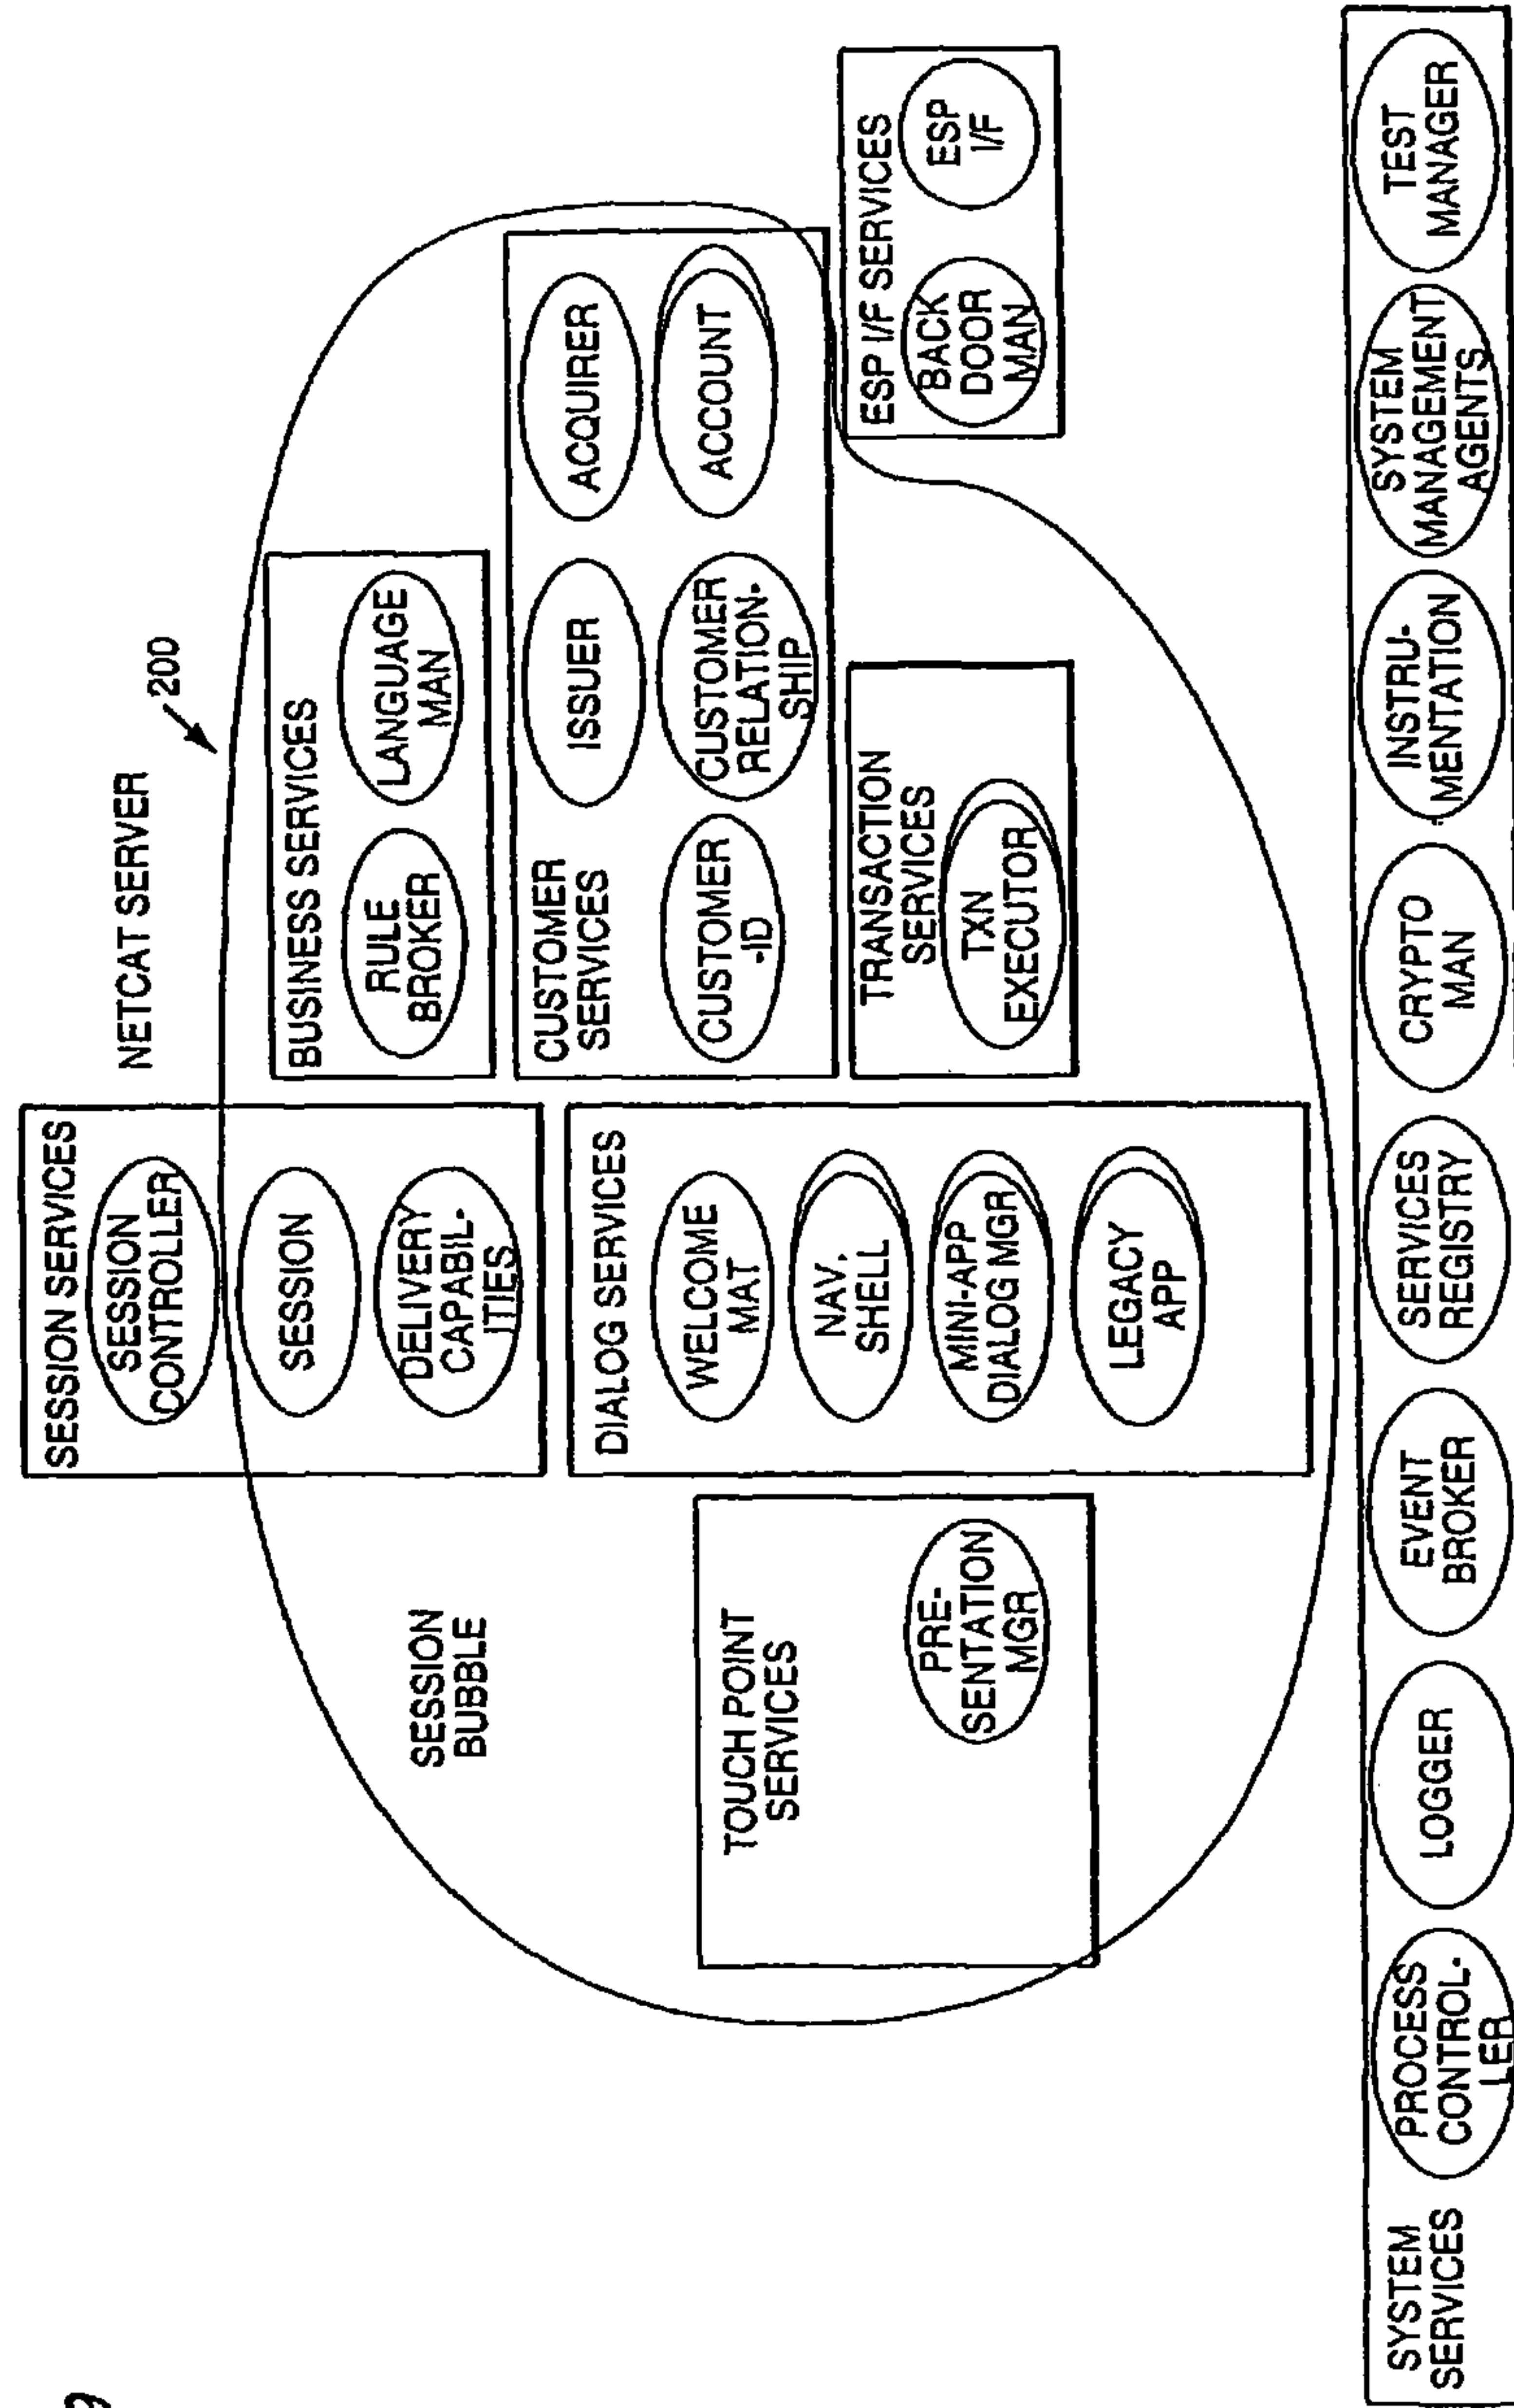 NETCAT SERVER
200
SESSION SERVICES
SESSION
CONTROLLER
SESSION
DELIVERY
CAPABIL-
ITIES
BUSINESS SERVICES
RULE
BROKER
LANGUAGE
MAN
SESSION
BUBBLE
CUSTOMER
SERVICES
ISSUER
ACQUIRER
CUSTOMER
-ID
CUSTOMER
RELATION-
SHIP
ACCOUNT
DIALOG SERVICES
WELCOME
MAT
NAV.
SHELL
MINI-APP
DIALOG MGR
LEGACY
APP
TOUCH POINT
SERVICES
PRE-
SENTATION
MGR
TRANSACTION
SERVICES
TXN
EXECUTOR
ESP I/F SERVICES
BACK
DOOR
MAN
ESP
I/F
SYSTEM
SERVICES
PROCESS
CONTROL-
LER
LOGGER
EVENT
BROKER
SERVICES
REGISTRY
CRYPTO
MAN
INSTRU-
MENTATION
SYSTEM
MANAGEMENT
AGENTS
TEST
MANAGER